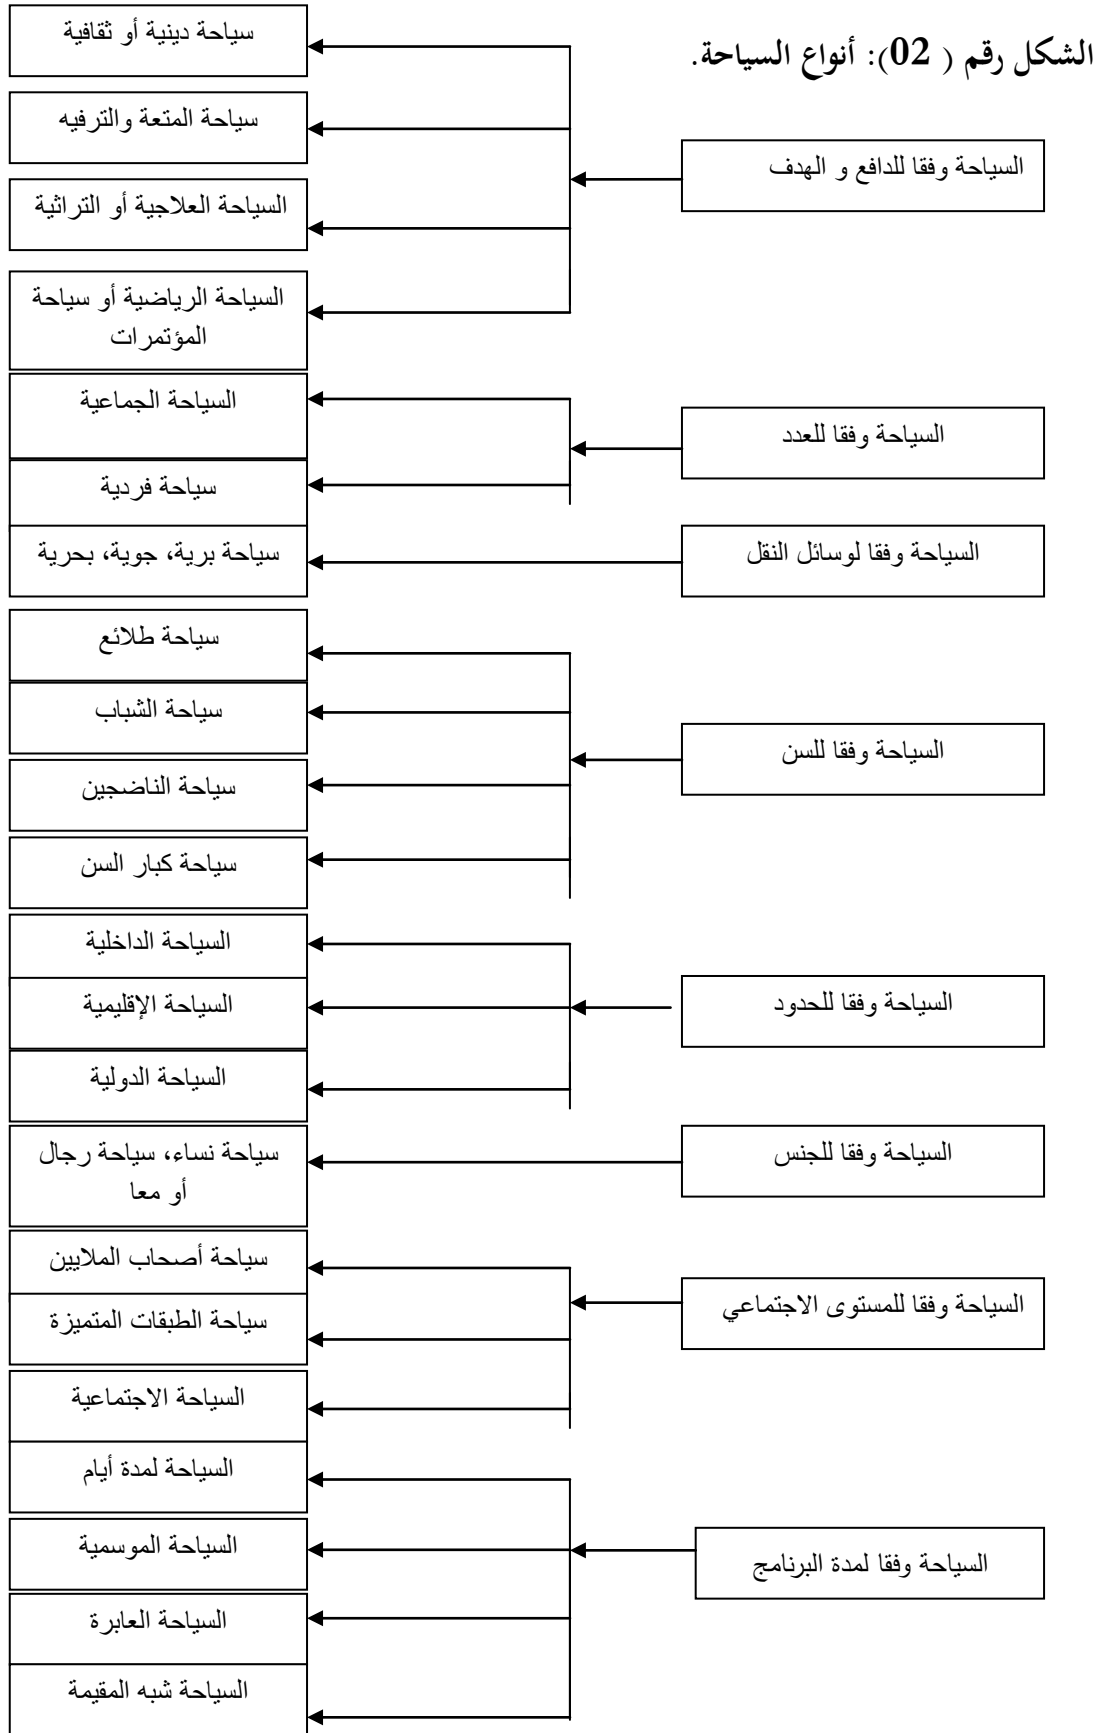 الشكل رقم ( 02): أنواع السياحة.
السياحة وفقا للدافع و الهدف
سياحة دينية أو ثقافية
سياحة المتعة والترفيه
السياحة العلاجية أو التراثية
السياحة الرياضية أو سياحة
المؤتمرات
السياحة وفقا للعدد
السياحة الجماعية
سياحة فردية
السياحة وفقا لوسائل النقل
سياحة برية، جوية، بحرية
السياحة وفقا للسن
سياحة طلائع
سياحة الشباب
سياحة الناضجين
سياحة كبار السن
السياحة وفقا للحدود
السياحة الداخلية
السياحة الإقليمية
السياحة الدولية
السياحة وفقا للجنس
سياحة نساء، سياحة رجال
أو معا
السياحة وفقا للمستوى الاجتماعي
سياحة أصحاب الملايين
سياحة الطبقات المتميزة
السياحة الاجتماعية
السياحة وفقا لمدة البرنامج
السياحة لمدة أيام
السياحة الموسمية
السياحة العابرة
السياحة شبه المقيمة